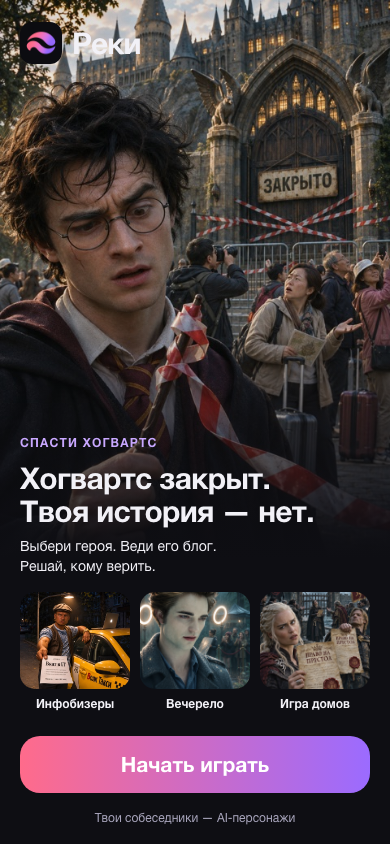 Реки
ЗАКРЫТО
СПАСТИ ХОГВАРТС
Хогвартс закрыт.
Твоя история — нет.
Выбери героя. Веди его блог.
Решай, кому верить.
Инфобизеры
Вечерело
Игра домов
Начать играть
Твои собеседники — AI-персонажи